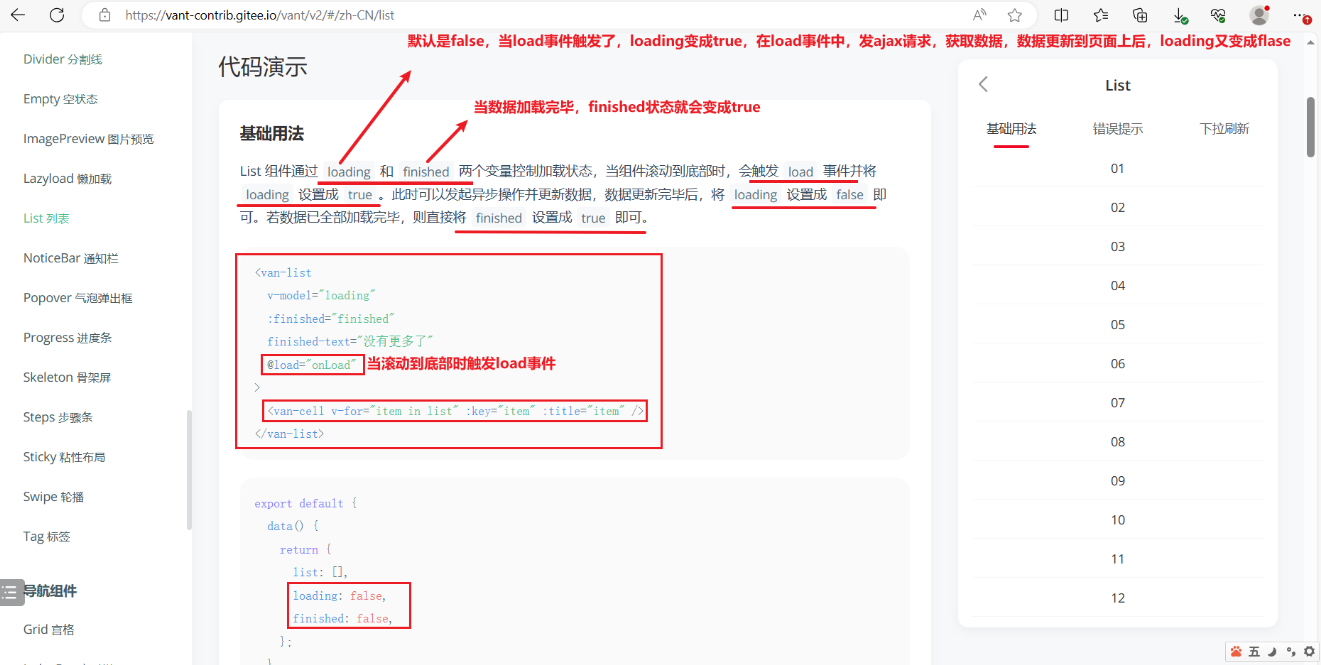 https://vant-contrib.gitee.io/vant/v2/#/zh-CN/list
默认是false，当load事件触发了，loading变成true，在load事件中，发ajax请求，获取数据，数据更新到页面上后，loading又变成flase
Divider 分割线
Empty 空状态
ImagePreview 图片预览
Lazyload 懒加载
List 列表
NoticeBar 通知栏
Popover 气泡弹出框
Progress 进度条
Skeleton 骨架屏
Steps 步骤条
Sticky 粘性布局
Swipe 轮播
Tag 标签
导航组件
Grid 宫格
代码演示
当数据加载完毕，finished状态就会变成true
基础用法
List 组件通过 loading 和 finished 两个变量控制加载状态，当组件滚动到底部时，会触发 load 事件并将
loading 设置成 true 。此时可以发起异步操作并更新数据，数据更新完毕后，将 loading 设置成 false 即
可。若数据已全部加载完毕，则直接将 finished 设置成 true 即可。
<van-list
v-model="loading"
:finished="finished"
finished-text="没有更多了"
@load="onLoad" 当滚动到底部时触发load事件
>
<van-cell v-for="item in list" :key="item" :title="item" />
</van-list>
export default {
data() {
return {
list: [],
loading: false,
finished: false,
};
}
List
基础用法 错误提示 下拉刷新
01
02
03
04
05
06
07
08
09
10
11
12
五